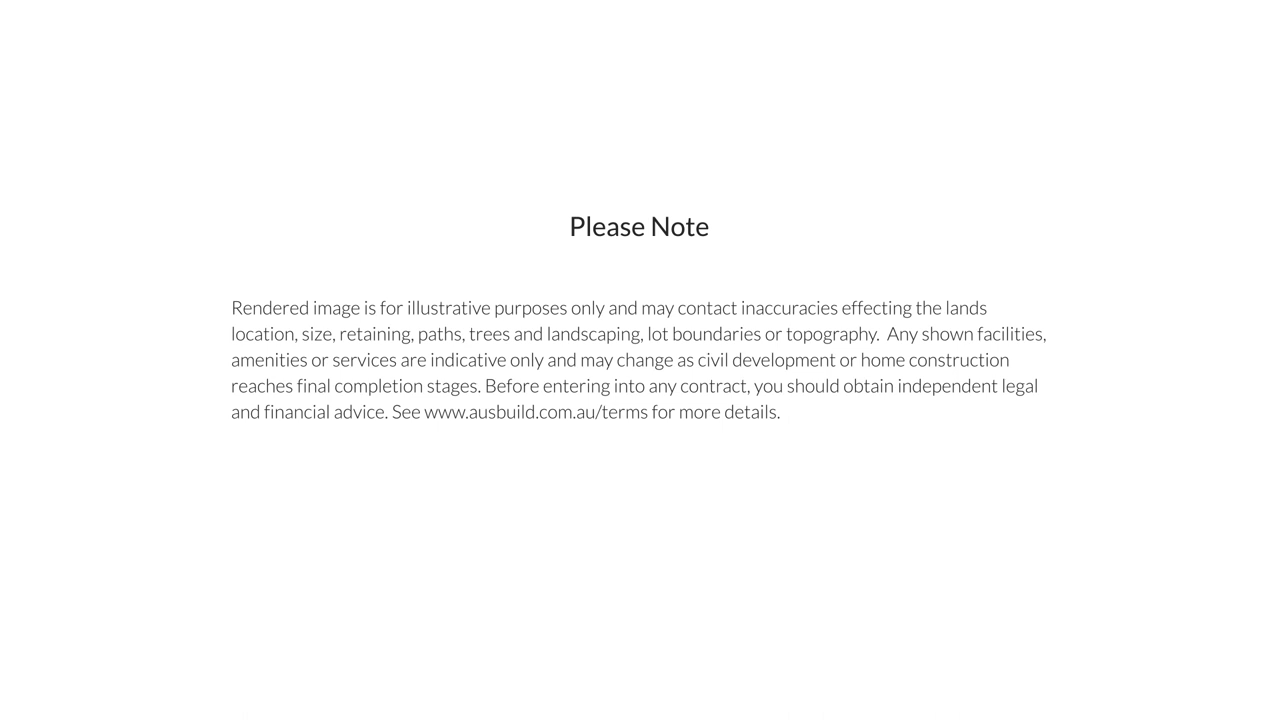 Please Note
Rendered image is for illustrative purposes only and may contact inaccuracies effecting the lands
location, size, retaining, paths, trees and landscaping, lot boundaries or topography.  Any shown facilities,
amenities or services are indicative only and may change as civil development or home construction
reaches final completion stages. Before entering into any contract, you should obtain independent legal
and financial advice. See www.ausbuild.com.au/terms for more details.